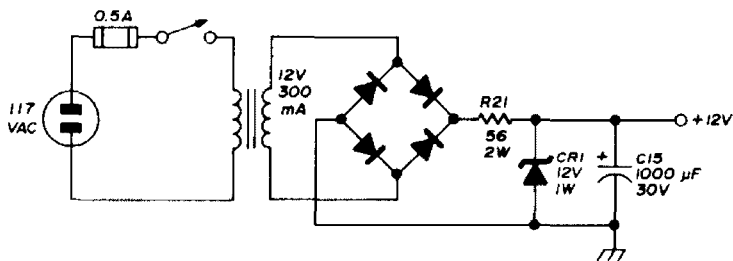 0.5A
117
VAC
12V
300
mA
R21
56
2W
CR1
12V
1W
+
C15
1000 µF
30V
+12V